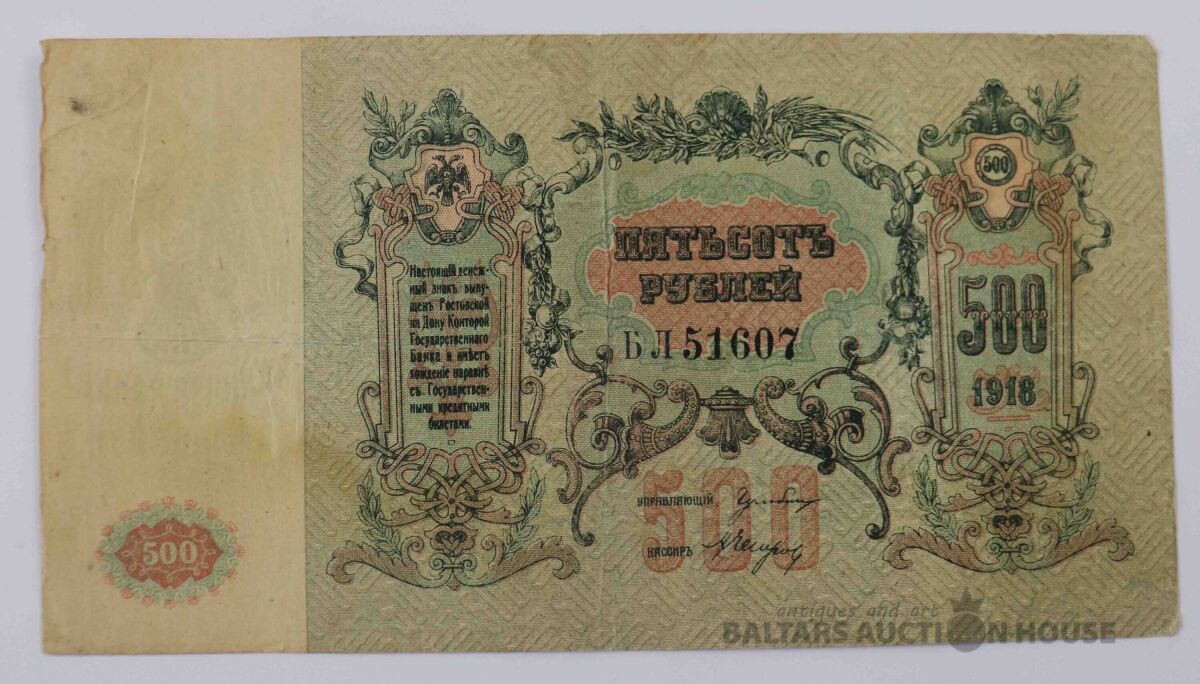 500
Настоящій денеж-
ный знакъ выпу-
щенъ Ростовской
на Дону Конторой
Государственнаго
Банка и имѣетъ
хожденіе наравнѣ
съ Государствен-
ными кредитными
билетами.
ПЯТЬСОТЪ
РУБЛЕЙ
БЛ 51607
500
УПРАВЛЯЮЩІЙ
КАССИРЪ
500
500
1918
500
antiques and art
BALTARS AUCTION HOUSE